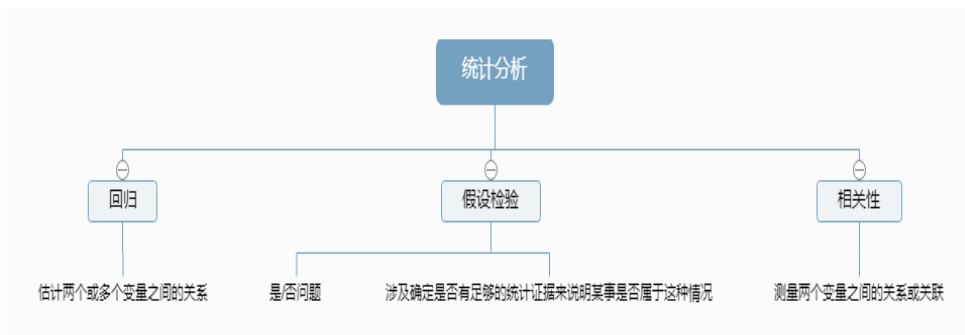 统计分析
回归
假设检验
相关性
估计两个或多个变量之间的关系
是/否问题
涉及确定是否有足够的统计证据来说明某事是否属于这种情况
测量两个变量之间的关系或关联